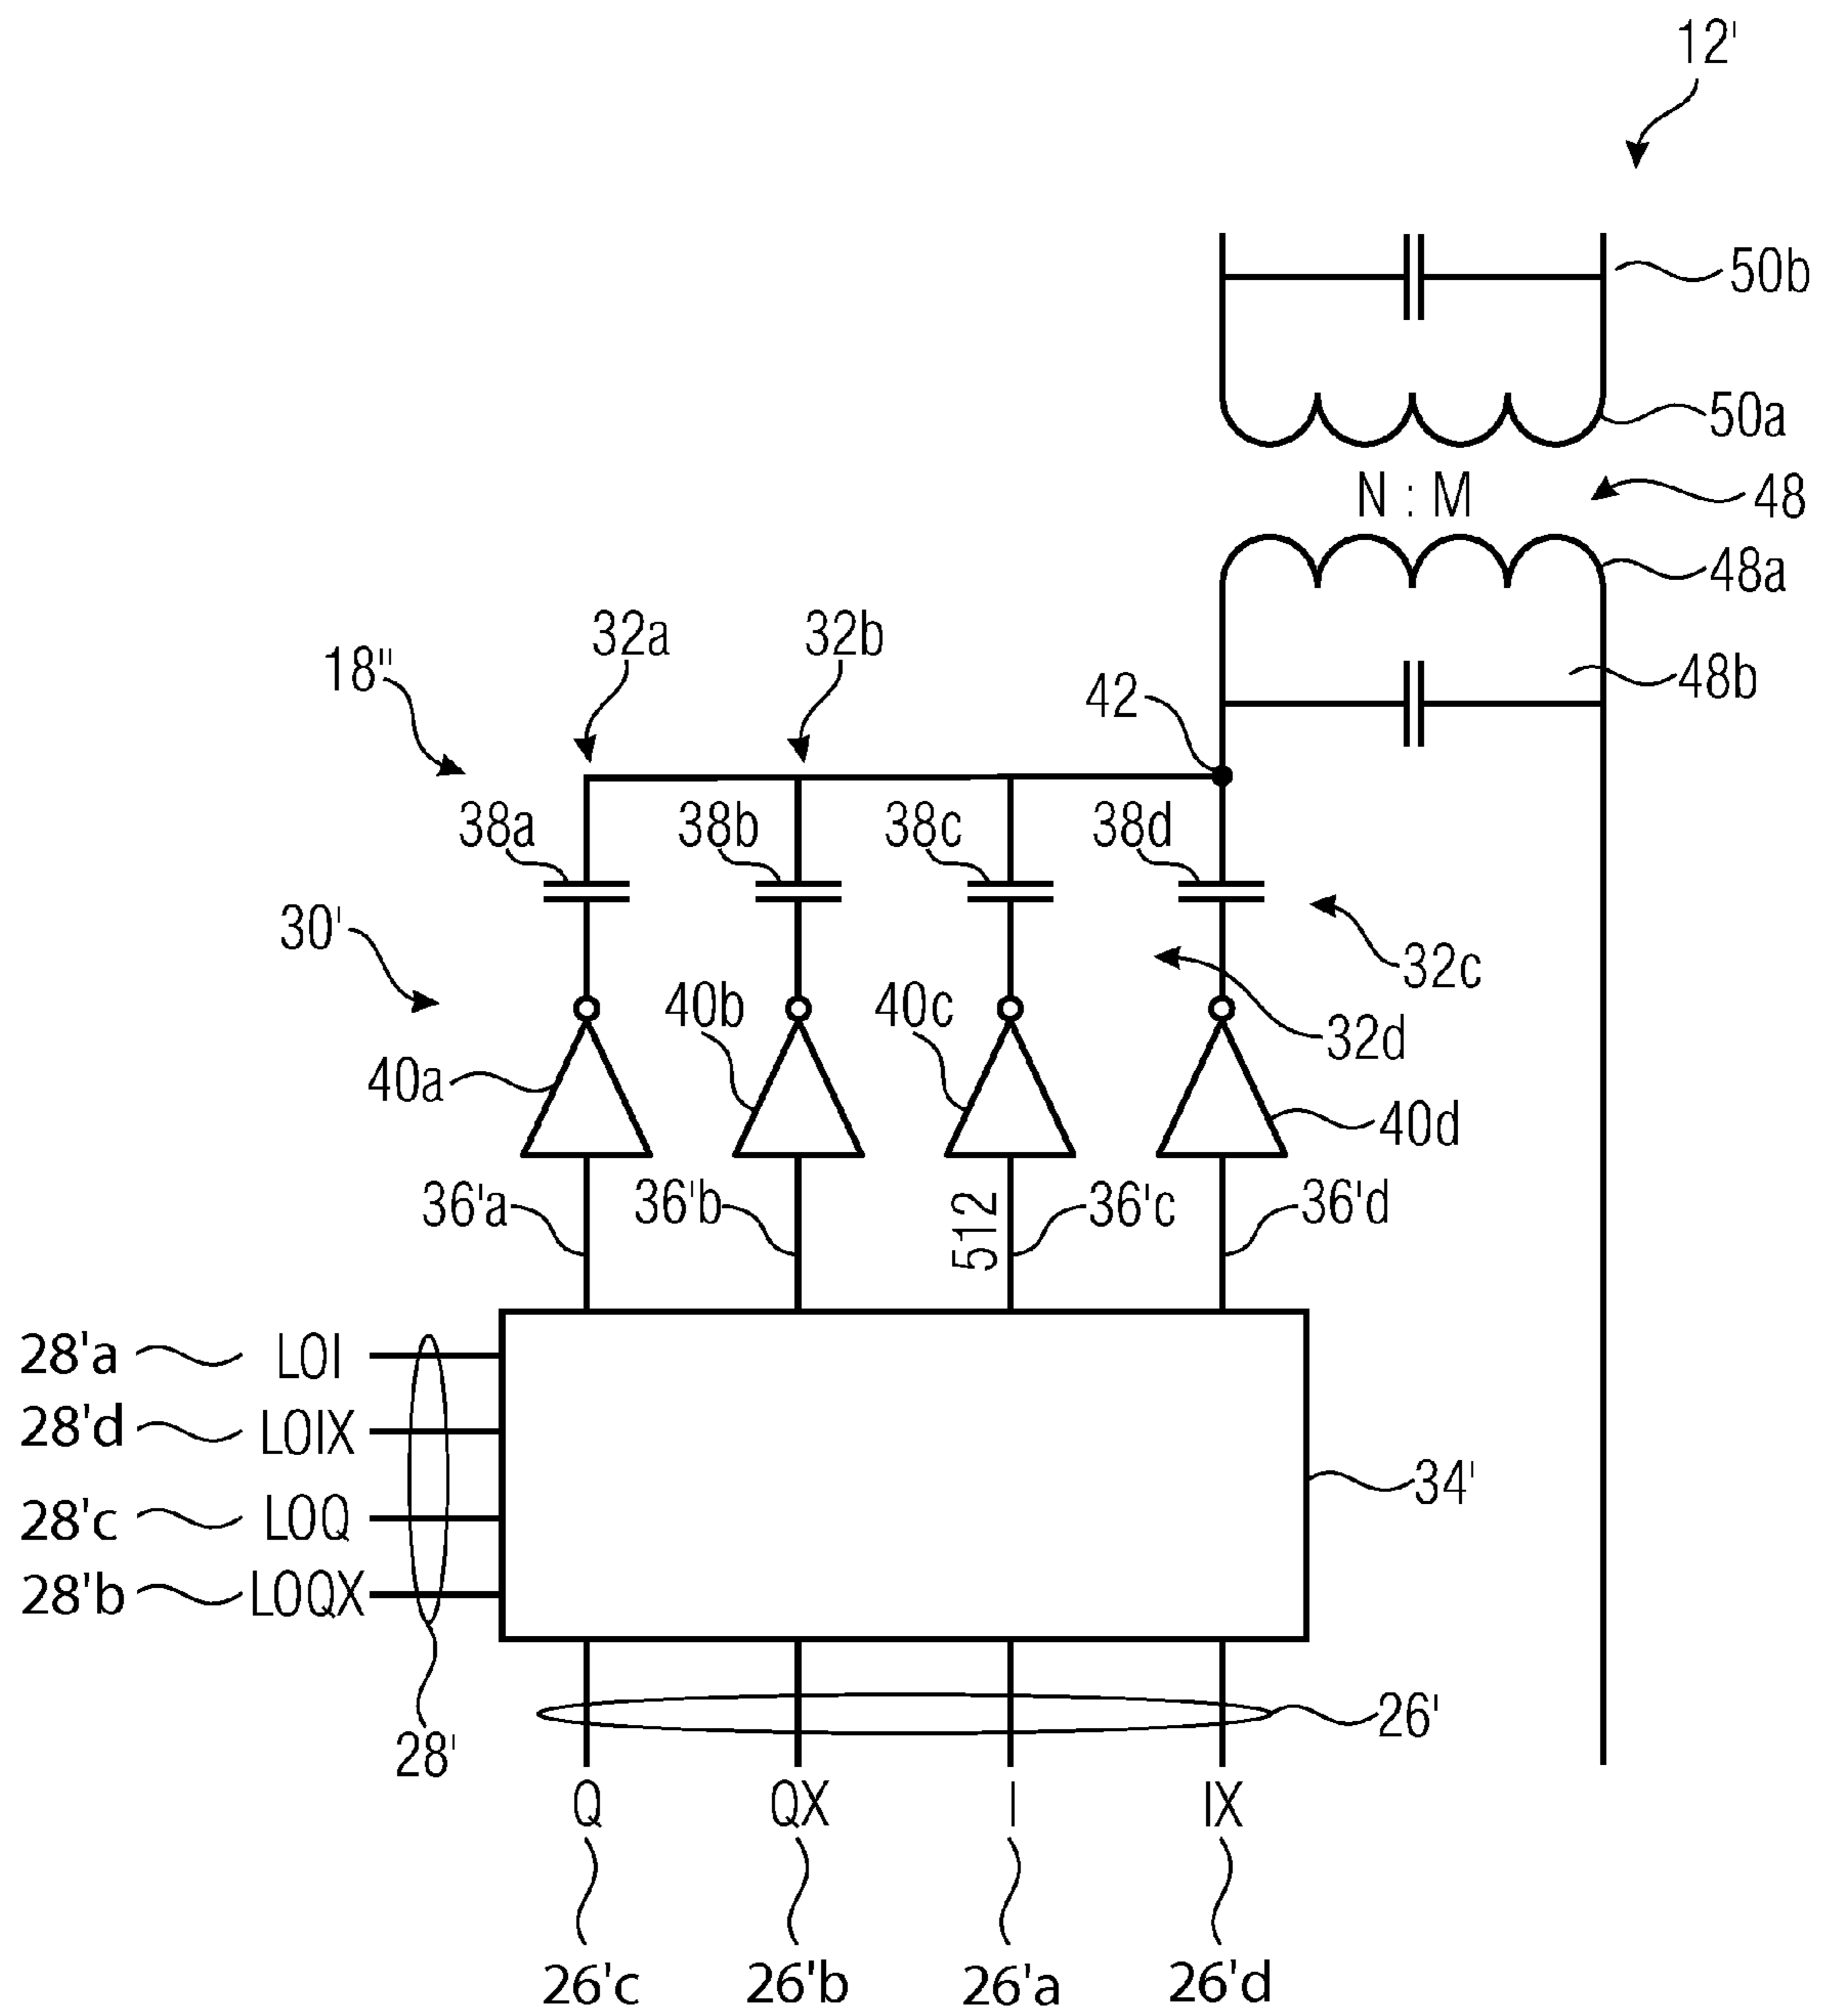 12'
50b
50a
N : M
48
48a
32a
32b
18"
48b
42
38a
38b
38c
38d
30'
32c
40b
40c
32d
40a
40d
36'a
36'b
512
36'c
36'd
28'a
LOI
28'd
LOIX
34'
28'c
LOQ
28'b
LOQX
26'
28'
Q
QX
I
IX
26'c
26'b
26'a
26'd